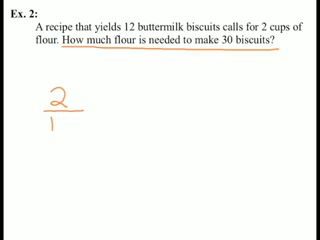 Ex. 2:
A recipe that yields 12 buttermilk biscuits calls for 2 cups of
flour. How much flour is needed to make 30 biscuits?
2
1